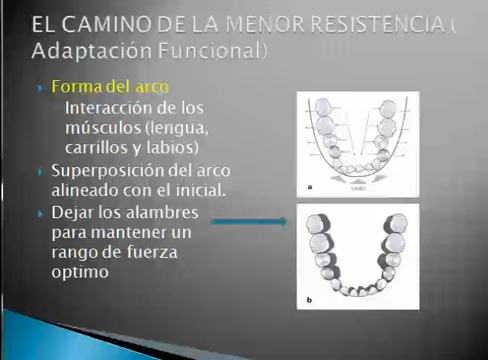 EL CAMINO DE LA MENOR RESISTENCIA (
Adaptación Funcional)
Forma del arco
Interacción de los
músculos (lengua,
carrillos y labios)
Superposición del arco
alineado con el inicial.
Dejar los alambres
para mantener un
rango de fuerza
optimo
a
b